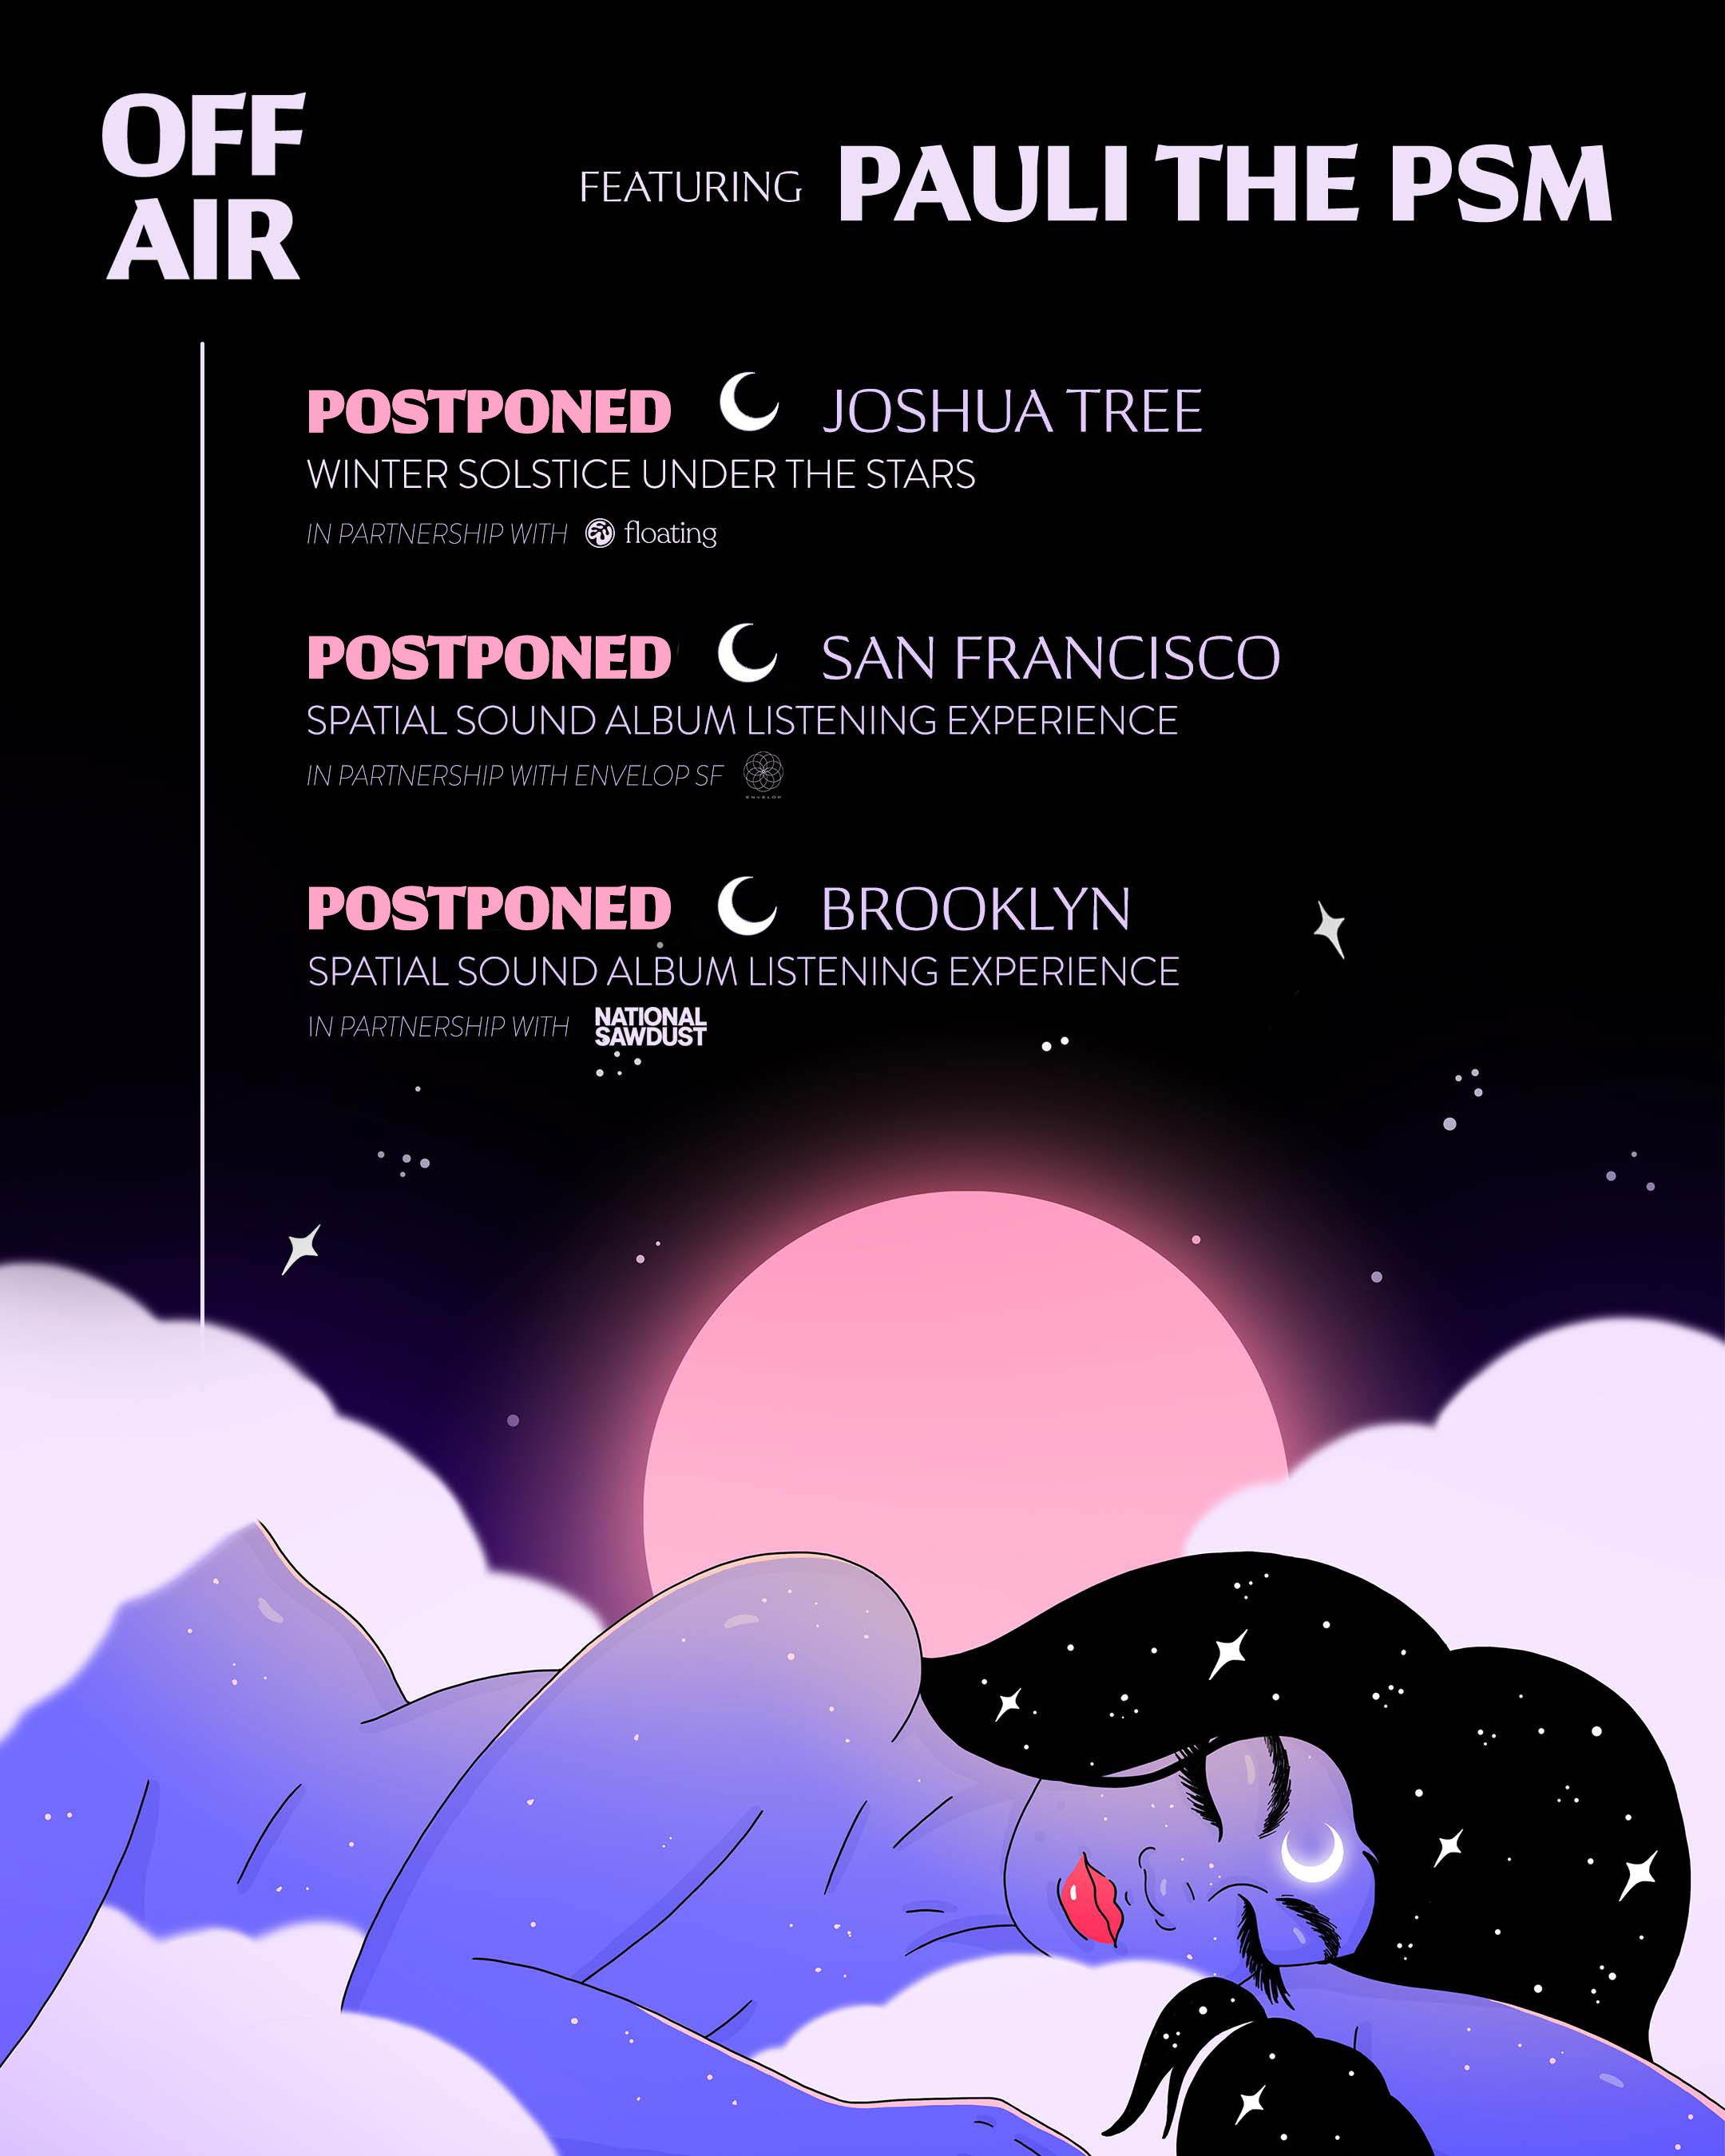 OFF
AIR
FEATURING PAULI THE PSM
POSTPONED JOSHUA TREE
WINTER SOLSTICE UNDER THE STARS
IN PARTNERSHIP WITH floating
POSTPONED SAN FRANCISCO
SPATIAL SOUND ALBUM LISTENING EXPERIENCE
IN PARTNERSHIP WITH ENVELOP SF
ENVELOP
POSTPONED BROOKLYN
SPATIAL SOUND ALBUM LISTENING EXPERIENCE
IN PARTNERSHIP WITH NATIONAL
SAWDUST